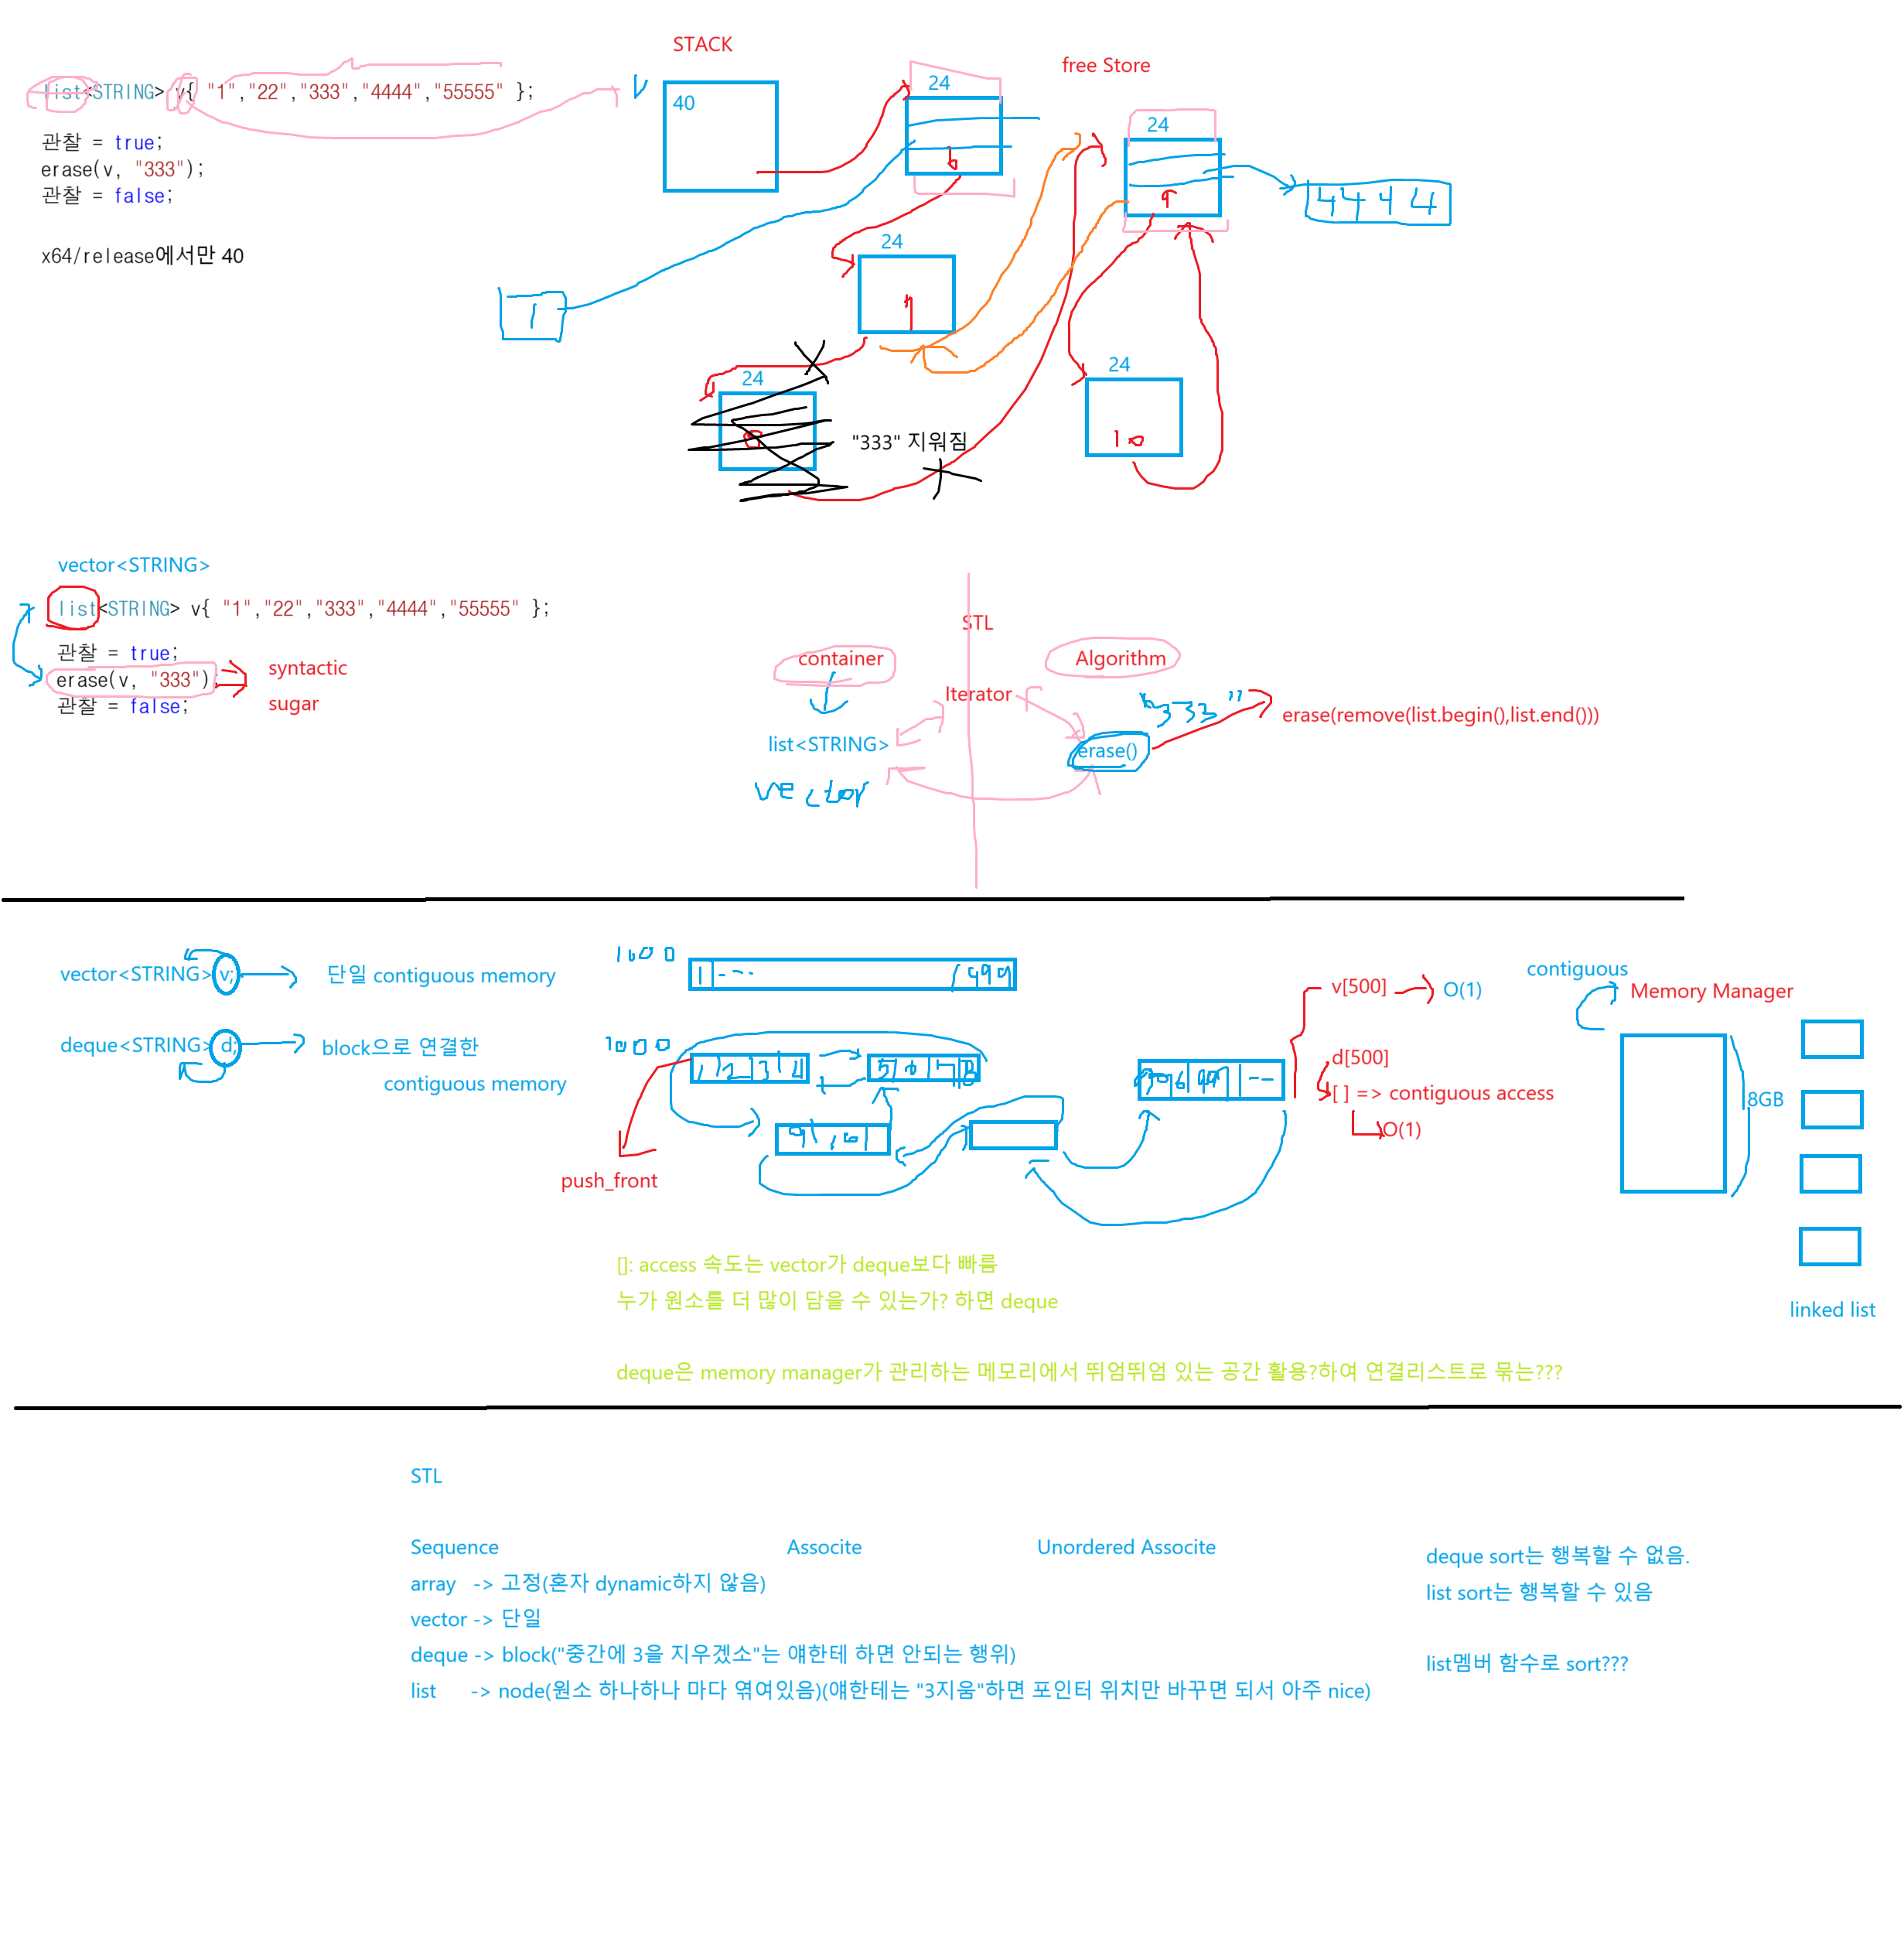 STACK
free Store
list<STRING> v{ "1","22","333","4444","55555" };
v
40
24
24
6
관찰 = true;
erase(v, "333");
관찰 = false;
9
4444
x64/release에서만 40
24
7
1
24
24
8
"333" 지워짐
10
vector<STRING>
list<STRING> v{ "1","22","333","4444","55555" };
관찰 = true;
erase(v, "333");
관찰 = false;
syntactic
sugar
STL
container
Algorithm
Iterator
"333"
erase(remove(list.begin(),list.end()))
list<STRING>
erase()
vector
vector<STRING> v;
단일 contiguous memory
1000
1
999
deque<STRING> d;
block으로 연결한
contiguous memory
1000
1 2 3 4
5 6 7 8
9 10
push_front
v[500]
O(1)
d[500]
[ ] => contiguous access
O(1)
contiguous
Memory Manager
8GB
linked list
[]: access 속도는 vector가 deque보다 빠름
누가 원소를 더 많이 담을 수 있는가? 하면 deque
deque은 memory manager가 관리하는 메모리에서 뛰엄뛰엄 있는 공간 활용?하여 연결리스트로 묶는???
STL
Sequence
Associte
Unordered Associte
array -> 고정(혼자 dynamic하지 않음)
vector -> 단일
deque -> block("중간에 3을 지우겠소"는 얘한테 하면 안되는 행위)
list -> node(원소 하나하나 마다 엮여있음)(얘한테는 "3지움"하면 포인터 위치만 바꾸면 되서 아주 nice)
deque sort는 행복할 수 없음.
list sort는 행복할 수 있음
list멤버 함수로 sort???